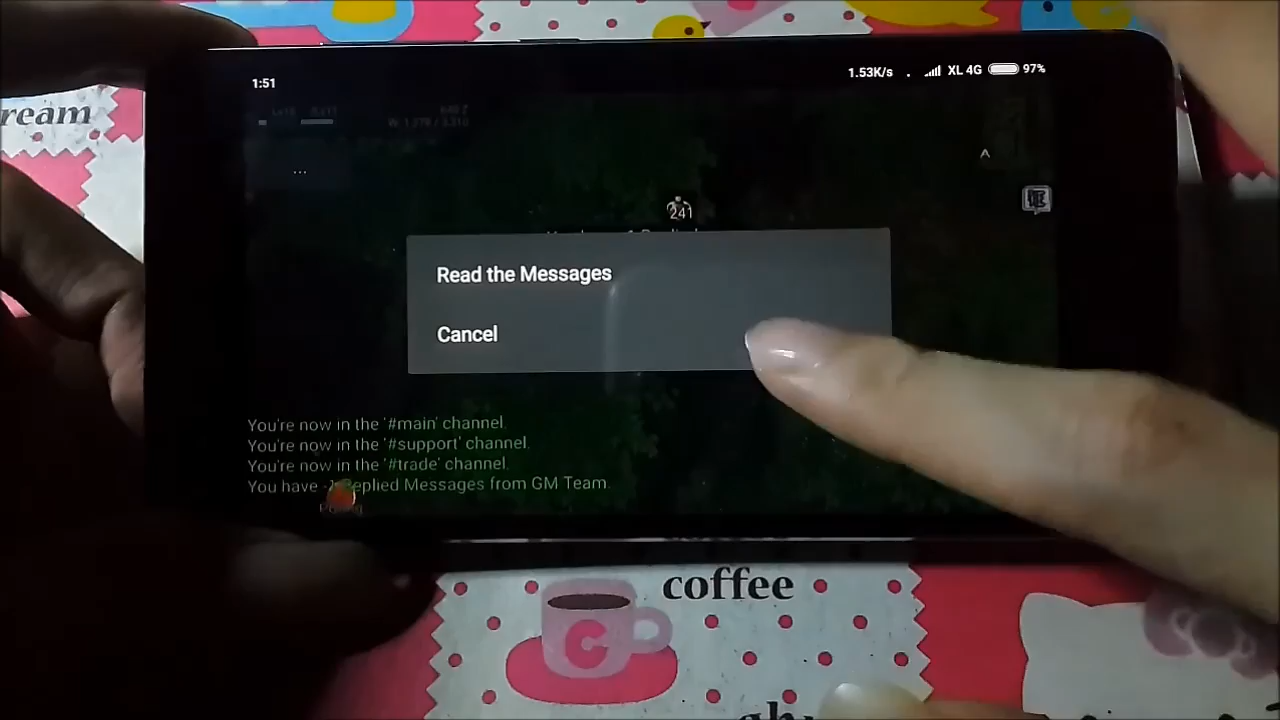 ream
1:51
1.53K/s
XL 4G
97%
...
241
Read the Messages
Cancel
You're now in the '#main' channel.
You're now in the '#support' channel.
You're now in the '#trade' channel.
You have -1 Replied Messages from GM Team.
coffee
C